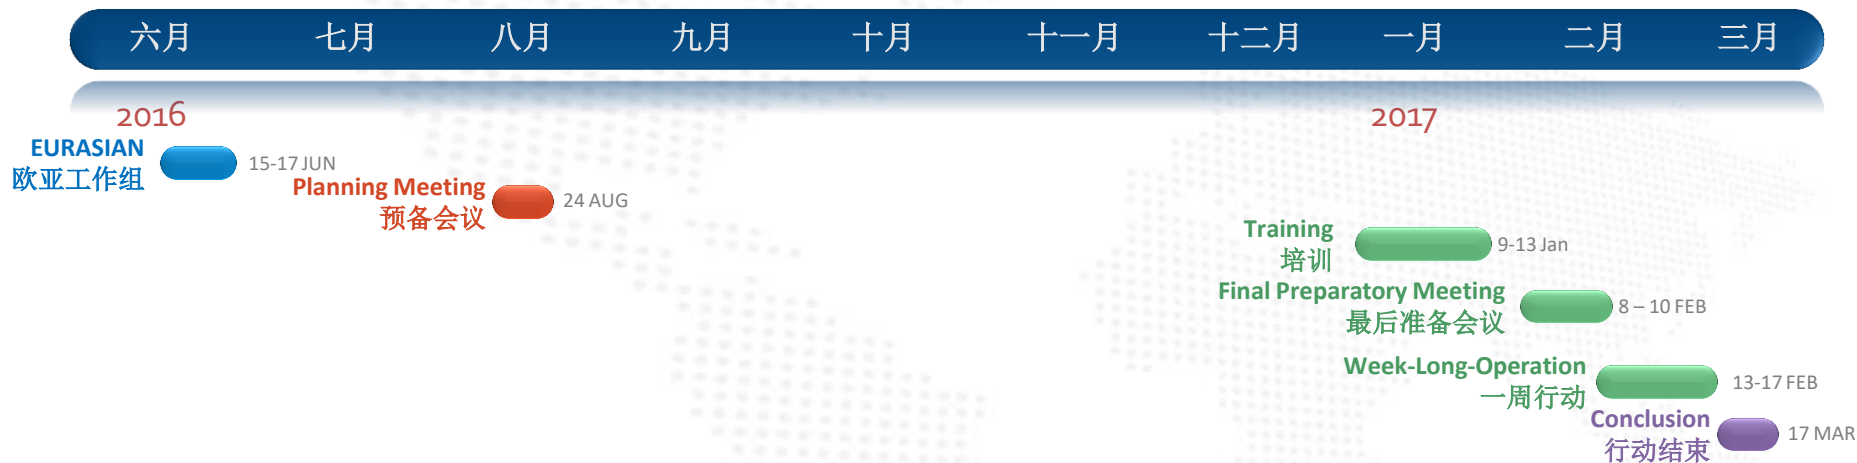 六月 七月 八月 九月 十月 十一月 十二月 一月 二月 三月
2016 2017
EURASIAN
欧亚工作组
15-17 JUN
Planning Meeting
预备会议
24 AUG
Training
培训
9-13 Jan
Final Preparatory Meeting
最后准备会议
8 – 10 FEB
Week-Long-Operation
一周行动
13-17 FEB
Conclusion
行动结束
17 MAR